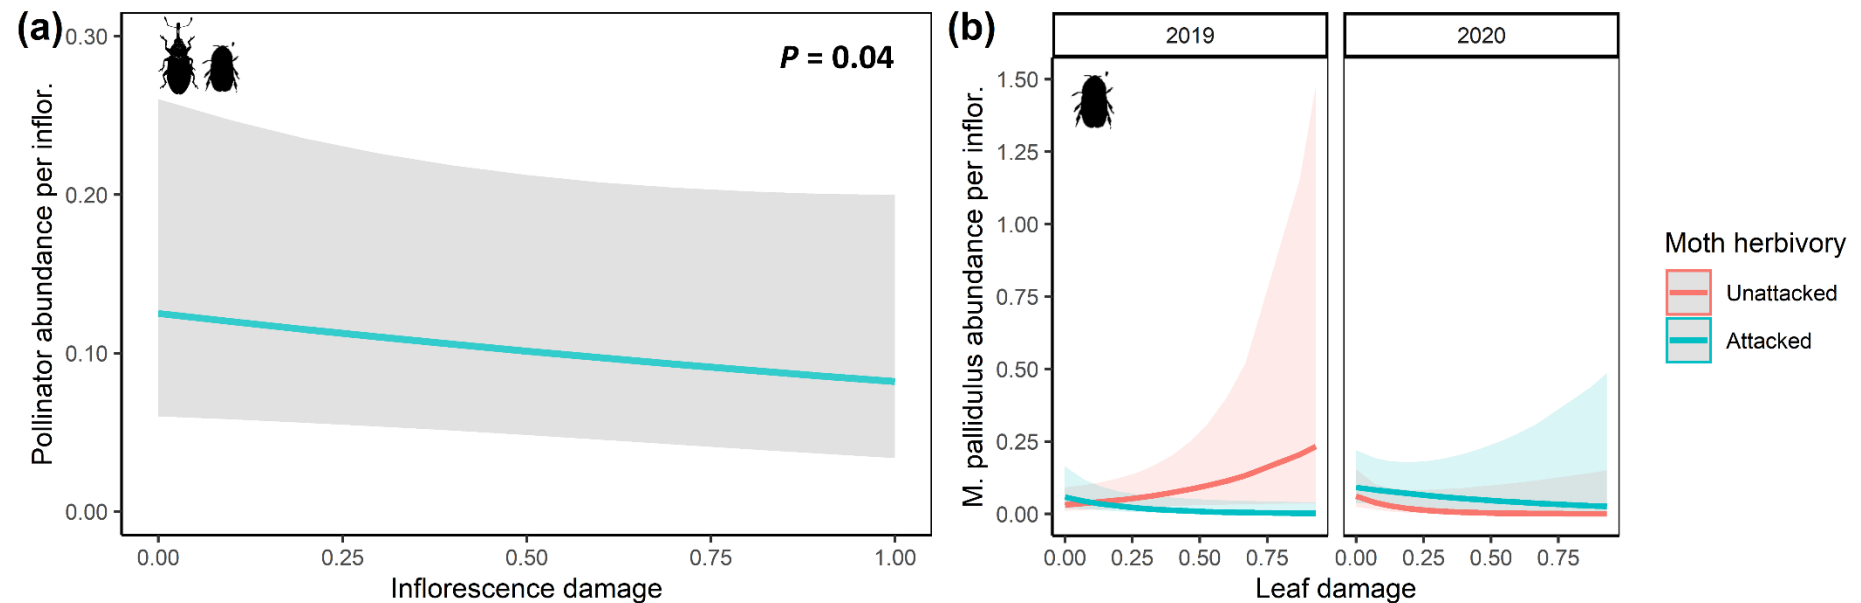 (a)
P = 0.04
Pollinator abundance per inflor.
0.30
0.20
0.10
0.00
0.00 0.25 0.50 0.75 1.00
Inflorescence damage
(b)
2019 2020
M. pallidulus abundance per inflor.
1.50
1.25
1.00
0.75
0.50
0.25
0.00
0.00 0.25 0.50 0.75 0.00 0.25 0.50 0.75
Leaf damage
Moth herbivory
Unattacked
Attacked